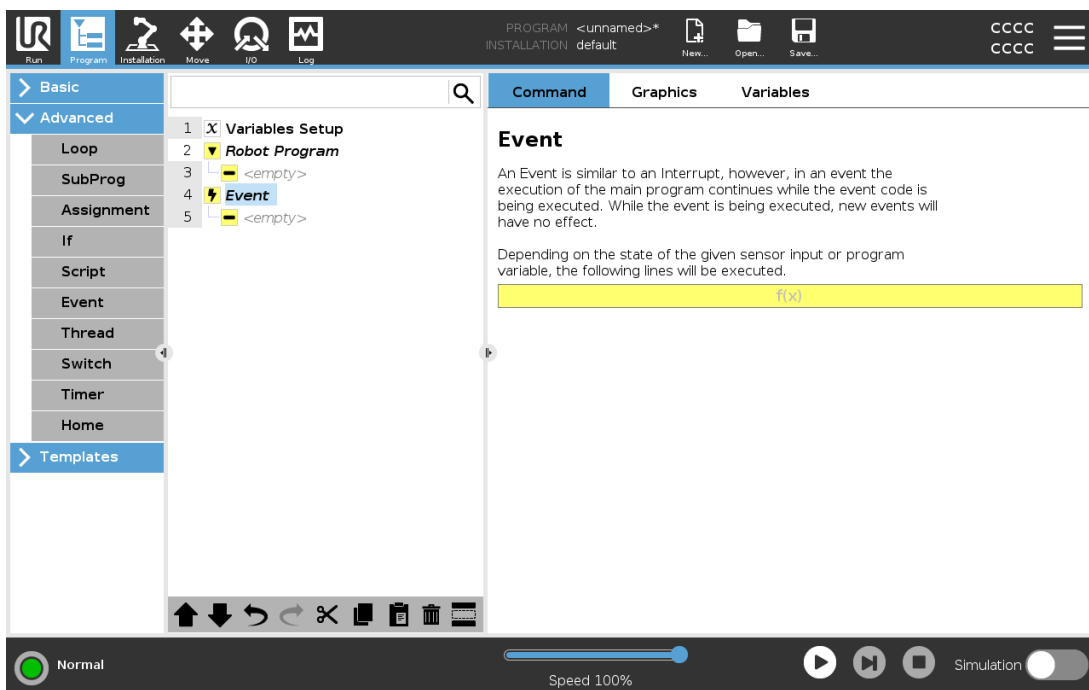 PROGRAM <unnamed>*
INSTALLATION default
CCCC
CCCC
Run Program Installation Move I/O Log New... Open... Save...
Basic
Advanced
Loop
SubProg
Assignment
If
Script
Event
Thread
Switch
Timer
Home
Templates
1 x Variables Setup
2 Robot Program
3 <empty>
4 Event
5 <empty>
Command Graphics Variables
Event
An Event is similar to an Interrupt, however, in an event the
execution of the main program continues while the event code is
being executed. While the event is being executed, new events will
have no effect.
Depending on the state of the given sensor input or program
variable, the following lines will be executed.
f(x)
Normal
Speed 100%
Simulation